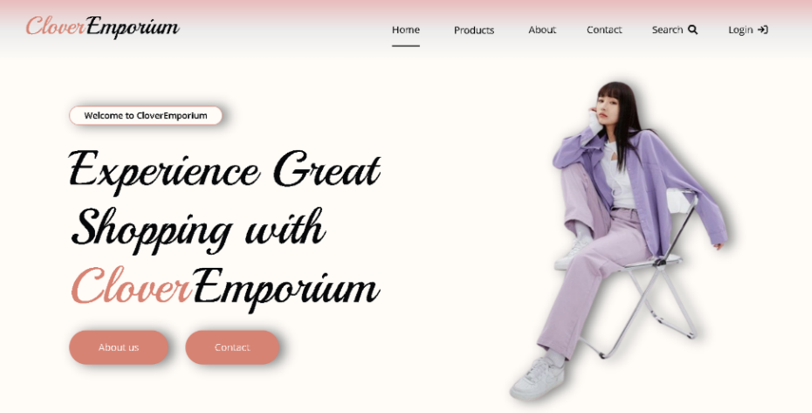 CloverEmporium
Home Products About Contact Search Login
Welcome to CloverEmporium
Experience Great
Shopping with
CloverEmporium
About us Contact